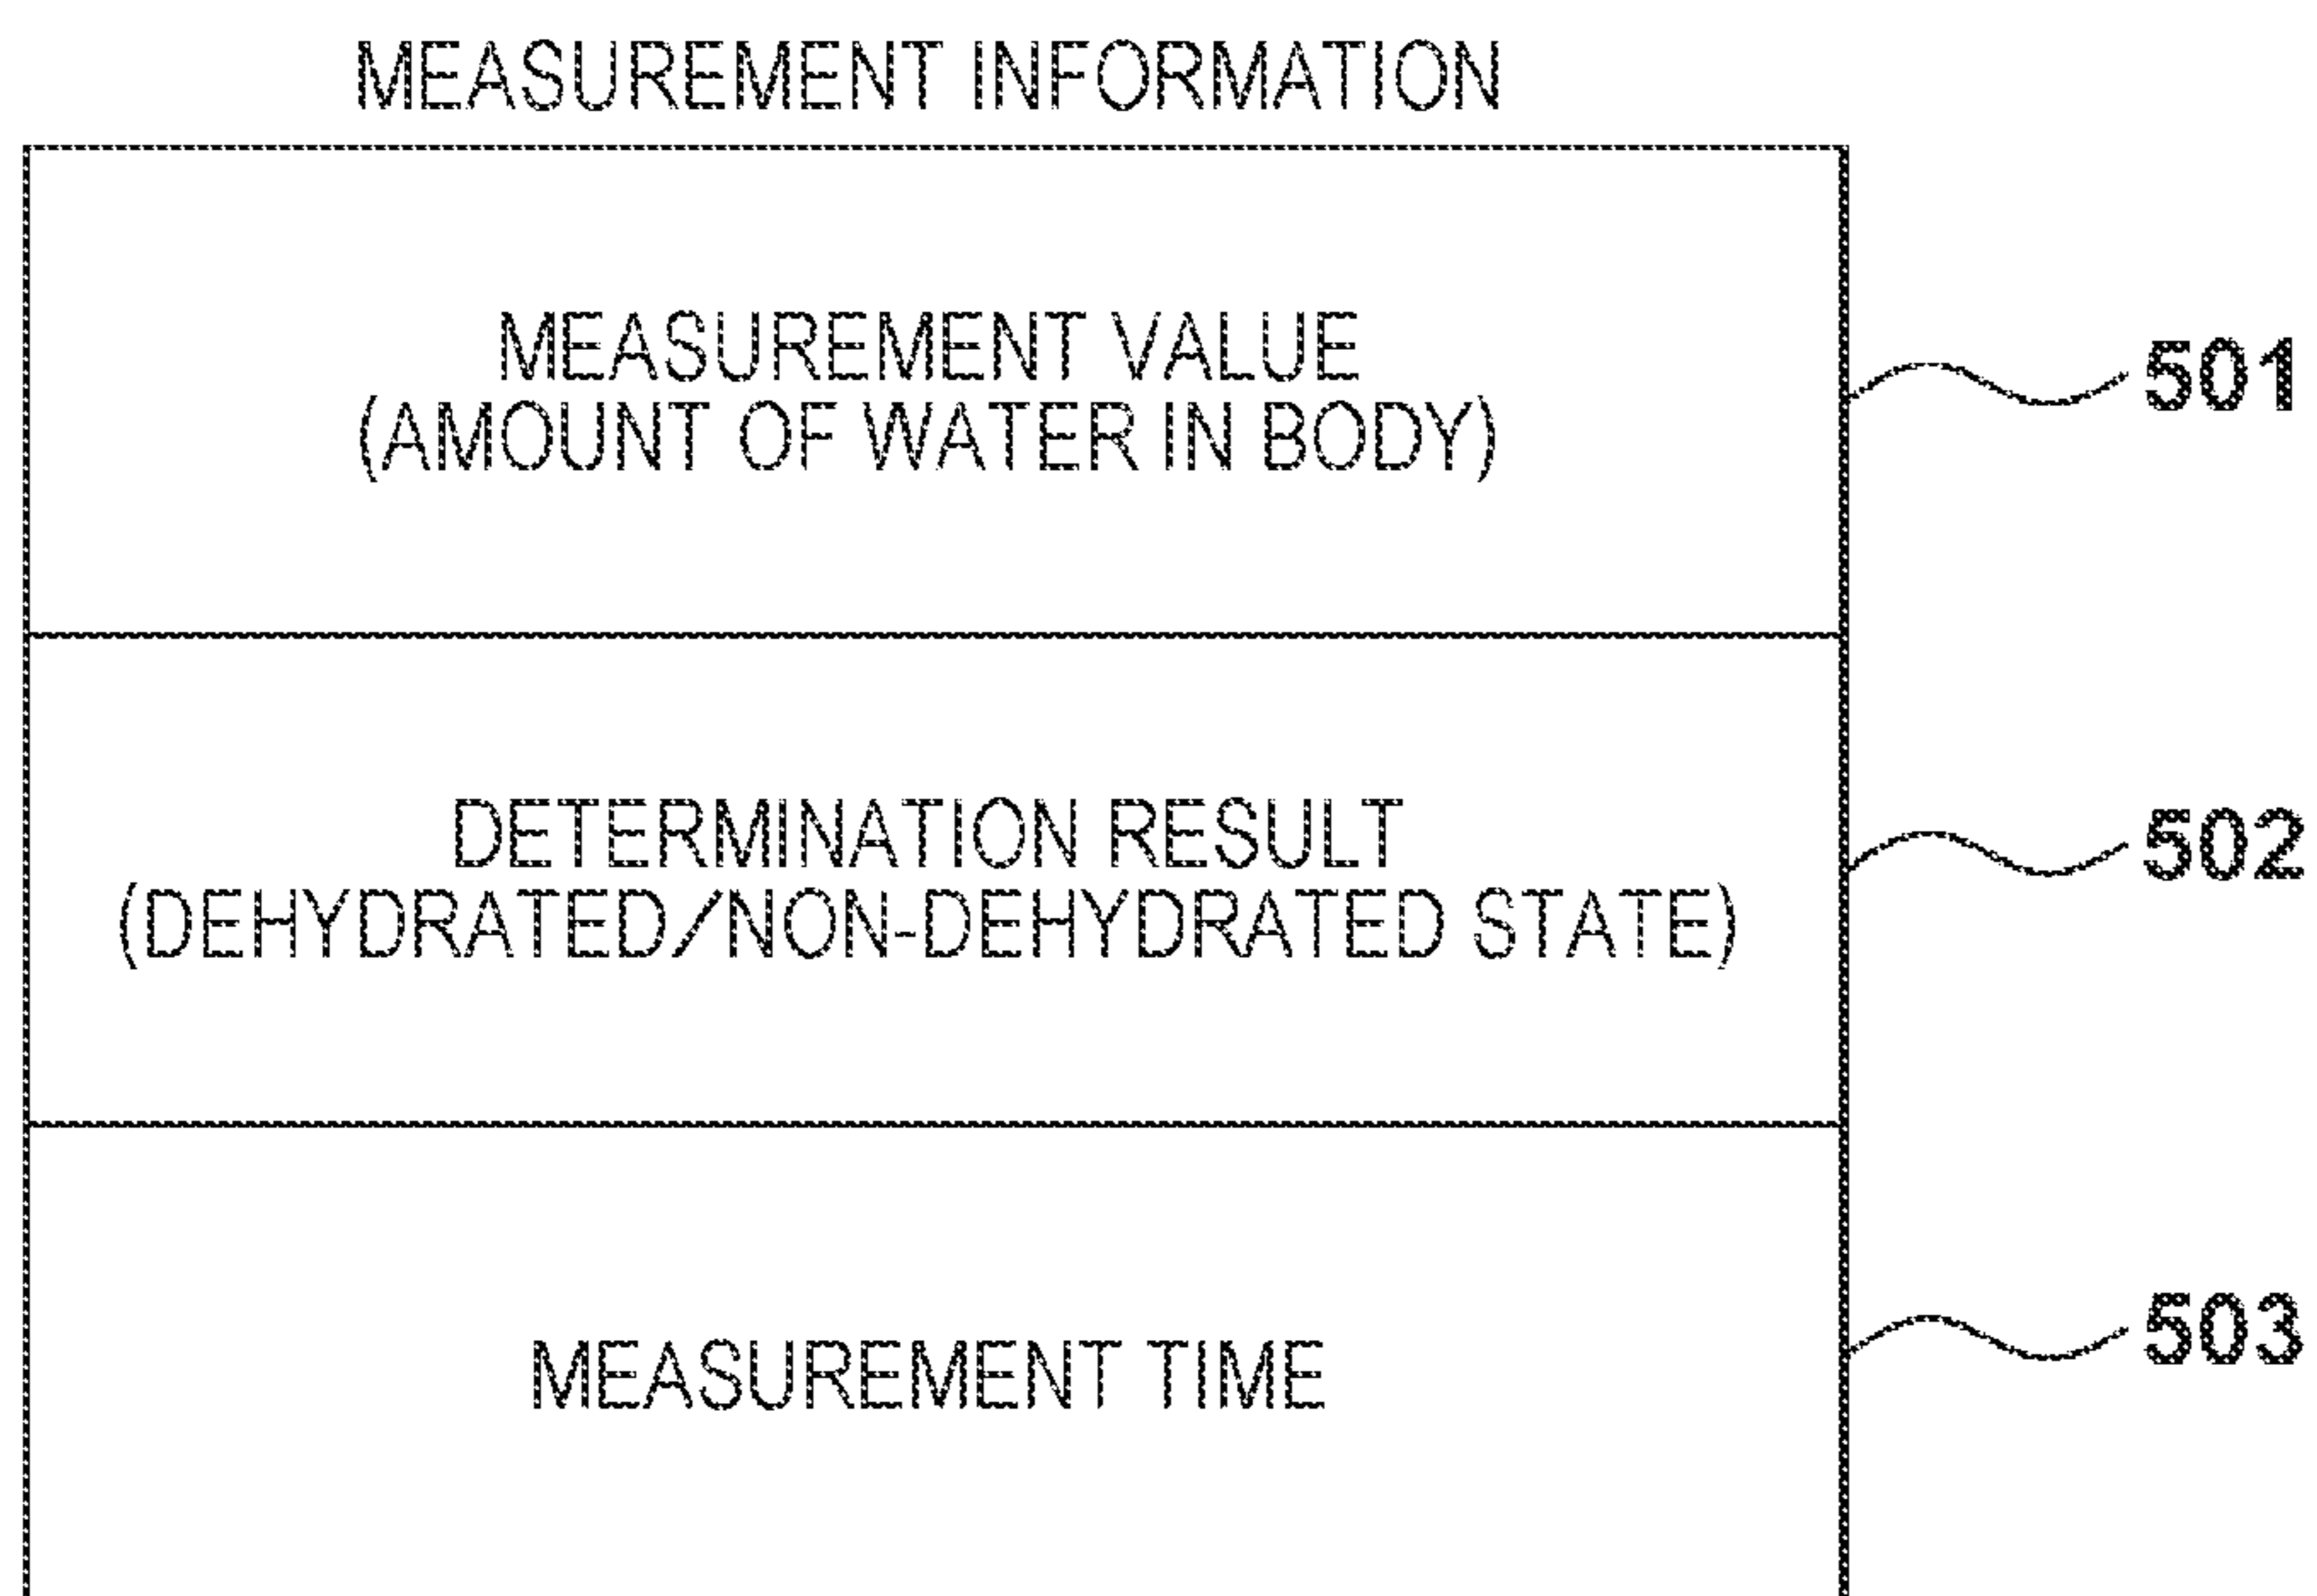 MEASUREMENT INFORMATION
MEASUREMENT VALUE
(AMOUNT OF WATER IN BODY)
501
DETERMINATION RESULT
(DEHYDRATED/NON-DEHYDRATED STATE)
502
MEASUREMENT TIME
503